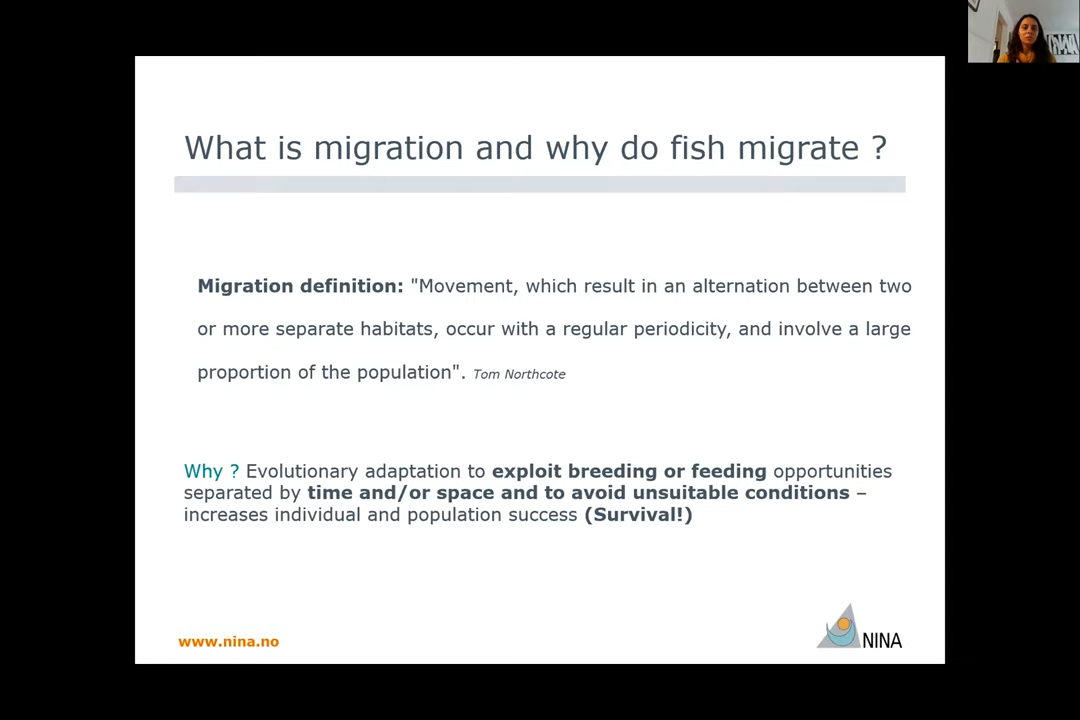 What is migration and why do fish migrate ?
Migration definition: "Movement, which result in an alternation between two
or more separate habitats, occur with a regular periodicity, and involve a large
proportion of the population". Tom Northcote
Why ? Evolutionary adaptation to exploit breeding or feeding opportunities
separated by time and/or space and to avoid unsuitable conditions –
increases individual and population success (Survival!)
www.nina.no
NINA